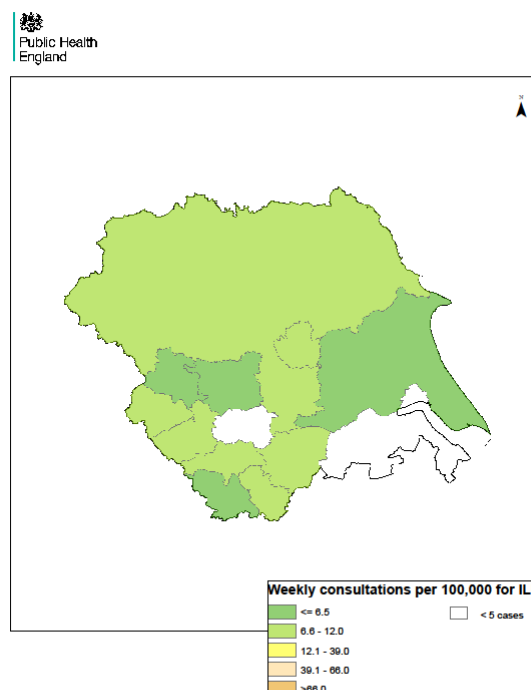 Public Health
England
N
Weekly consultations per 100,000 for IL
<= 6.5
< 5 cases
6.6 - 12.0
12.1 - 39.0
39.1 - 66.0
>66.0